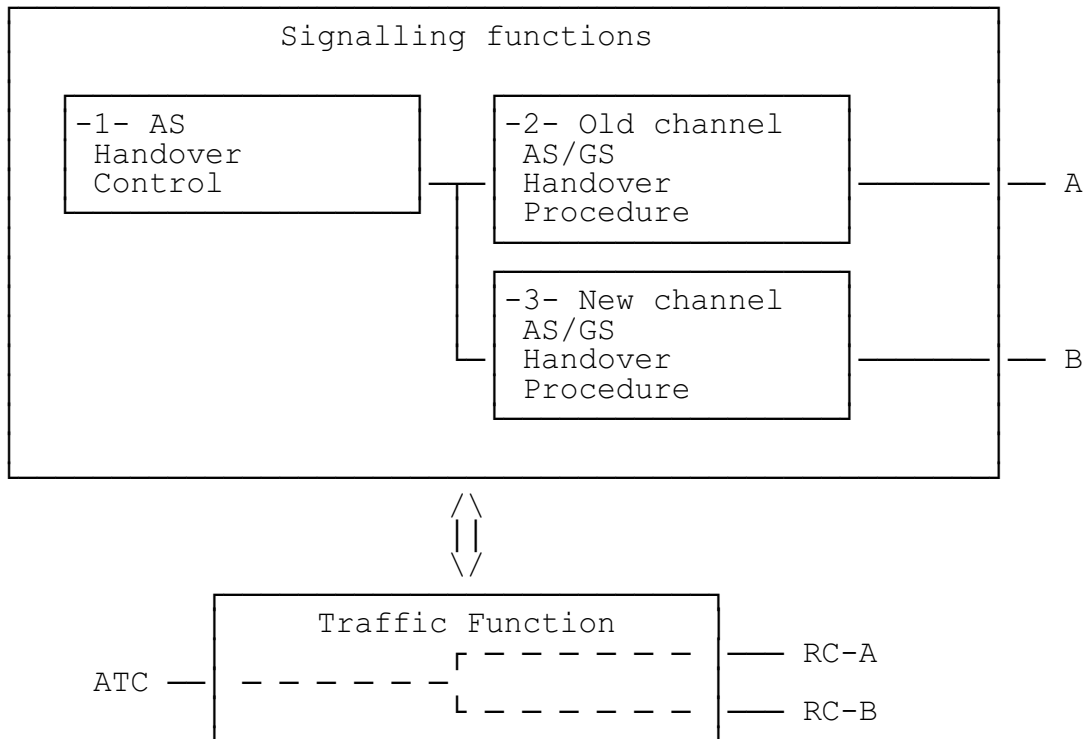 Signalling functions
-1- AS
Handover
Control
-2- Old channel
AS/GS
Handover
Procedure
A
-3- New channel
AS/GS
Handover
Procedure
B
Traffic Function
ATC
RC-A
RC-B